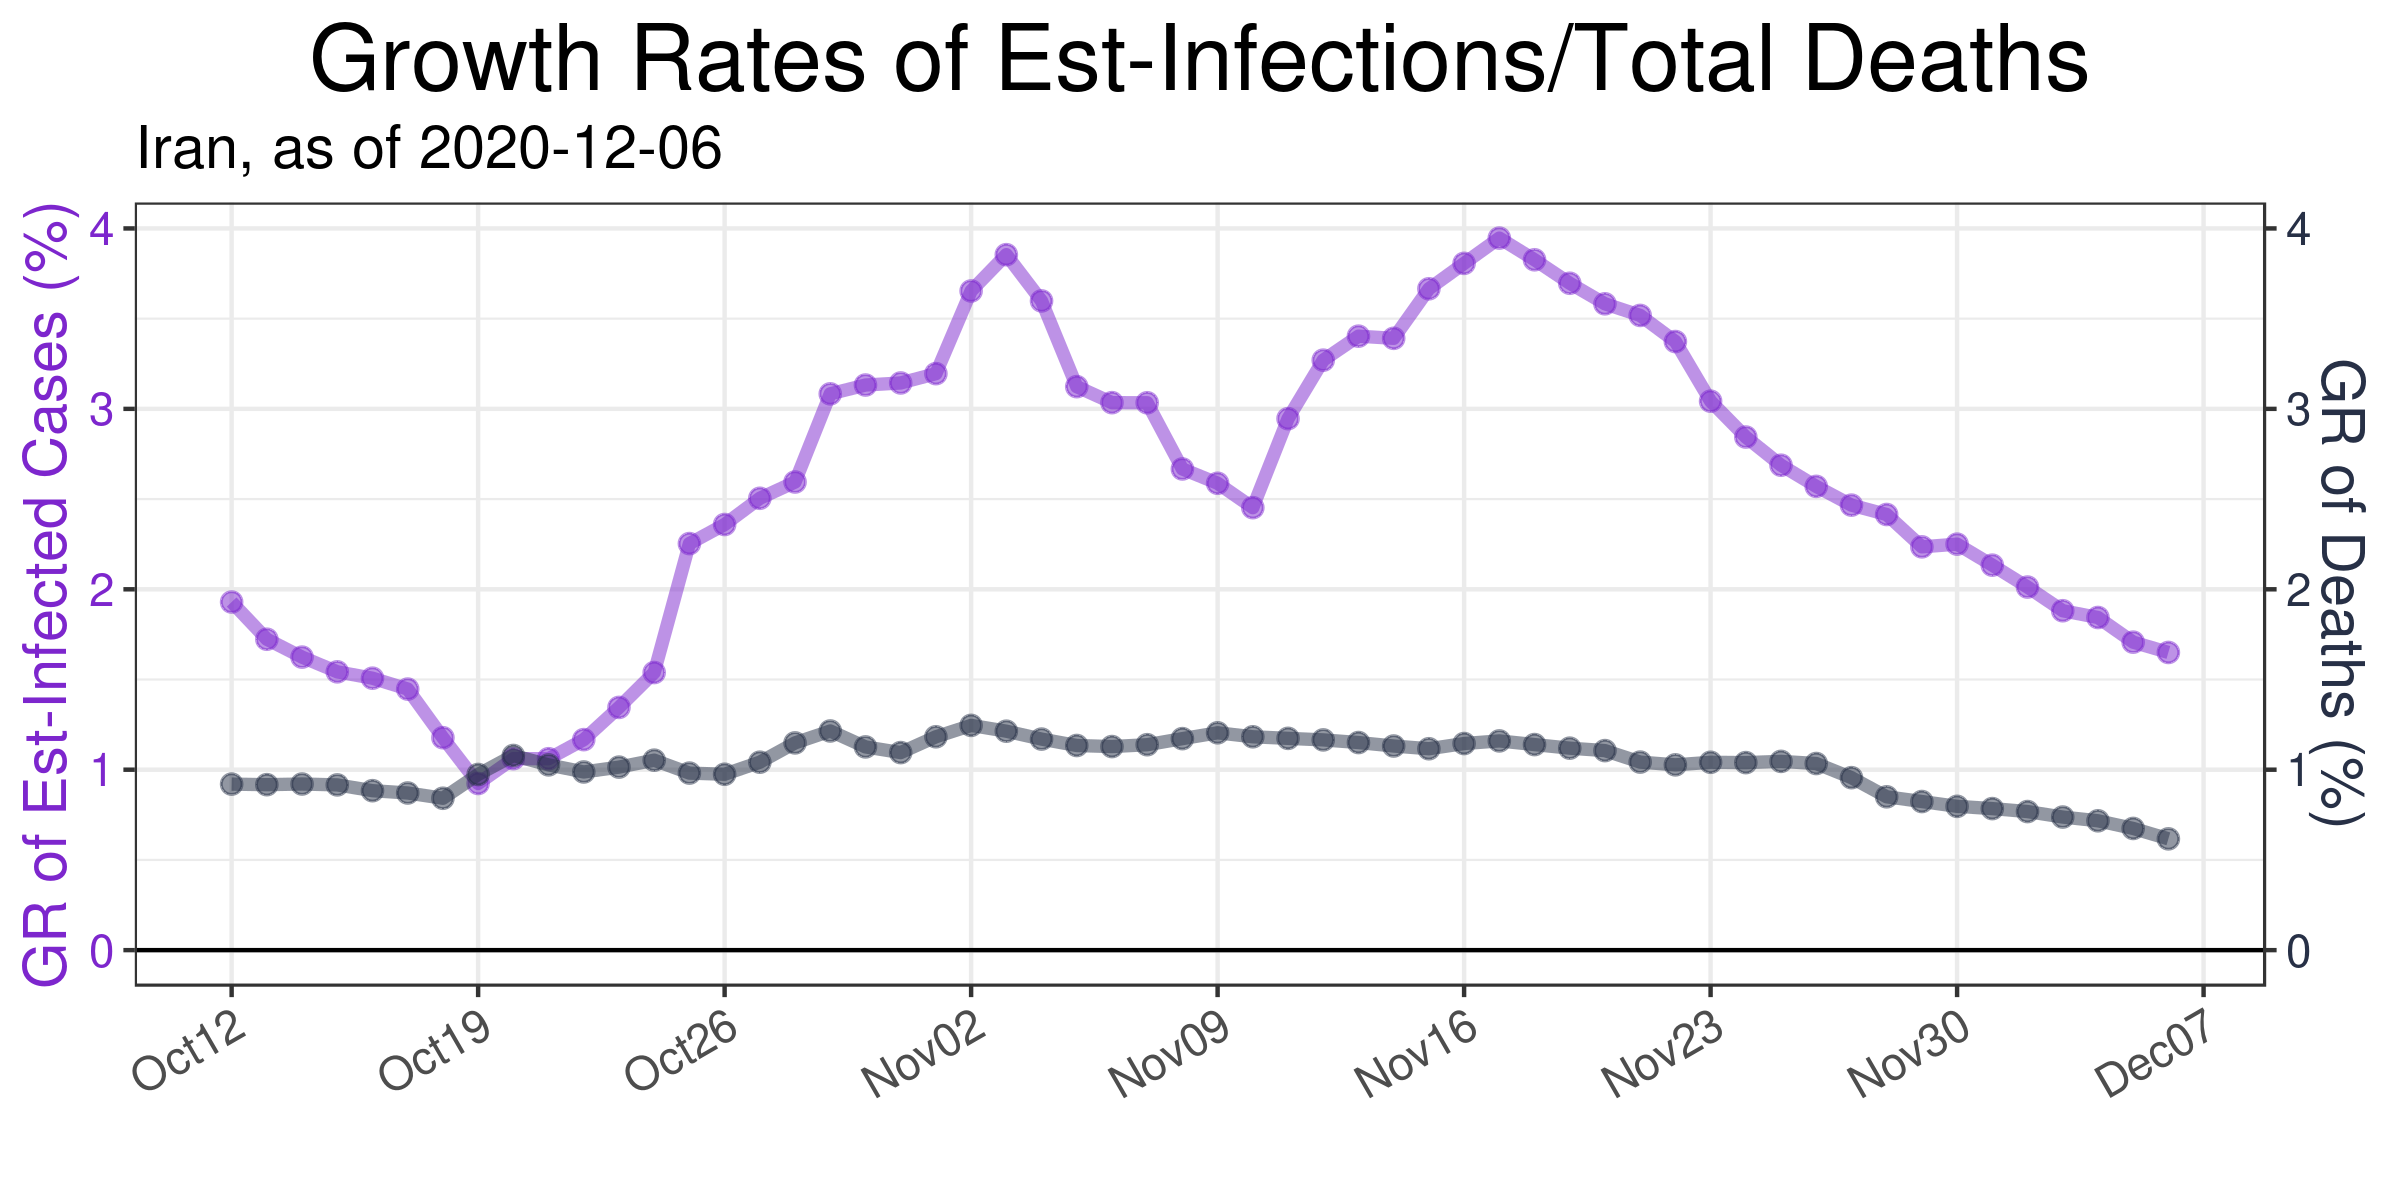 Growth Rates of Est-Infections/Total Deaths
Iran, as of 2020-12-06
GR of Est-Infected Cases (%)
4
3
2
1
0
4
3
2
1
0
GR of Deaths (%)
Oct12
Oct19
Oct26
Nov02
Nov09
Nov16
Nov23
Nov30
Dec07